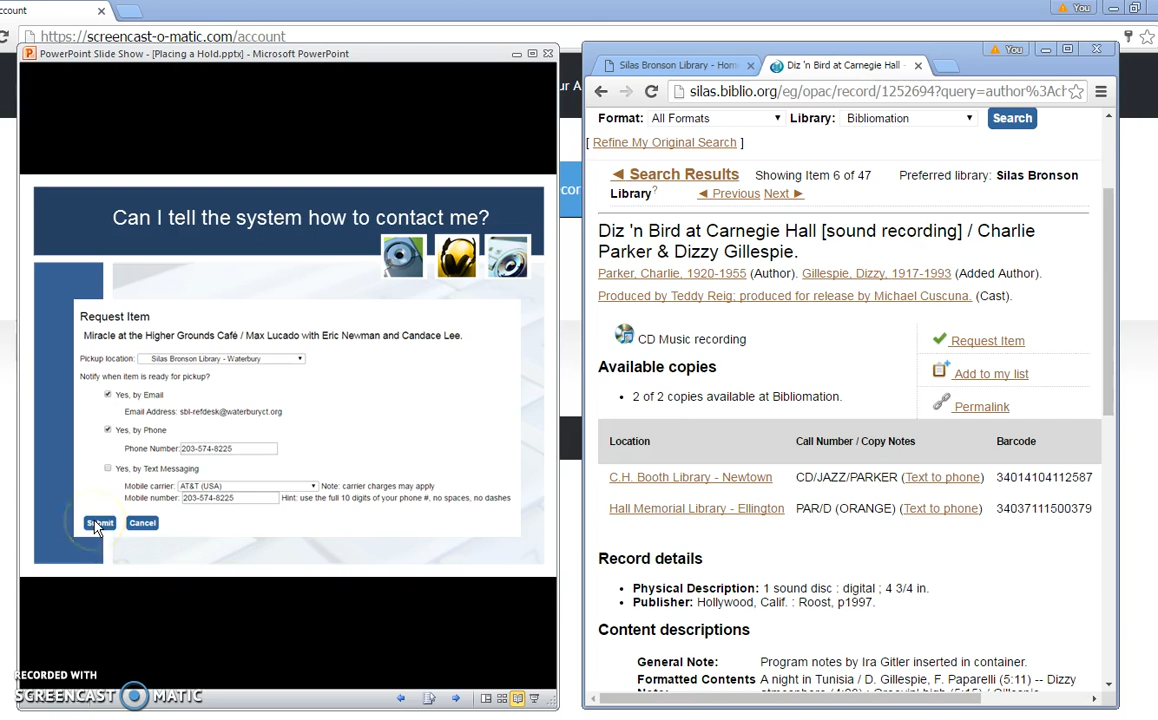 ccount
You
https://screencast-o-matic.com/account
PowerPoint Slide Show - [Placing a Hold.pptx] - Microsoft PowerPoint
Can I tell the system how to contact me?
Request Item
Miracle at the Higher Grounds Café / Max Lucado with Eric Newman and Candace Lee.
Pickup location: Silas Bronson Library - Waterbury
Notify when item is ready for pickup?
Yes, by Email
Email Address: sbl-refdesk@waterburyct.org
Yes, by Phone
Phone Number: 203-574-8225
Yes, by Text Messaging
Mobile carrier: AT&T (USA) Note: carrier charges may apply
Mobile number: 203-574-8225 Hint: use the full 10 digits of your phone #, no spaces, no dashes
Submit Cancel
RECORDED WITH
SCREENCAST MATIC
ur A
cor
You
Silas Bronson Library - Hom
Diz 'n Bird at Carnegie Hall -
silas.biblio.org/eg/opac/record/1252694?query=author%3Ach
Format: All Formats Library: Bibliomation Search
[ Refine My Original Search ]
◄ Search Results Showing Item 6 of 47 Preferred library: Silas Bronson
Library? ◄ Previous Next ►
Diz 'n Bird at Carnegie Hall [sound recording] / Charlie
Parker & Dizzy Gillespie.
Parker, Charlie, 1920-1955 (Author). Gillespie, Dizzy, 1917-1993 (Added Author).
Produced by Teddy Reig; produced for release by Michael Cuscuna. (Cast).
CD Music recording
Request Item
Available copies
Add to my list
• 2 of 2 copies available at Bibliomation.
Permalink
Location Call Number / Copy Notes Barcode
C.H. Booth Library - Newtown CD/JAZZ/PARKER (Text to phone) 34014104112587
Hall Memorial Library - Ellington PAR/D (ORANGE) (Text to phone) 34037111500379
Record details
• Physical Description: 1 sound disc : digital ; 4 3/4 in.
• Publisher: Hollywood, Calif. : Roost, p1997.
Content descriptions
General Note: Program notes by Ira Gitler inserted in container.
Formatted Contents A night in Tunisia / D. Gillespie, F. Paparelli (5:11) -- Dizzy